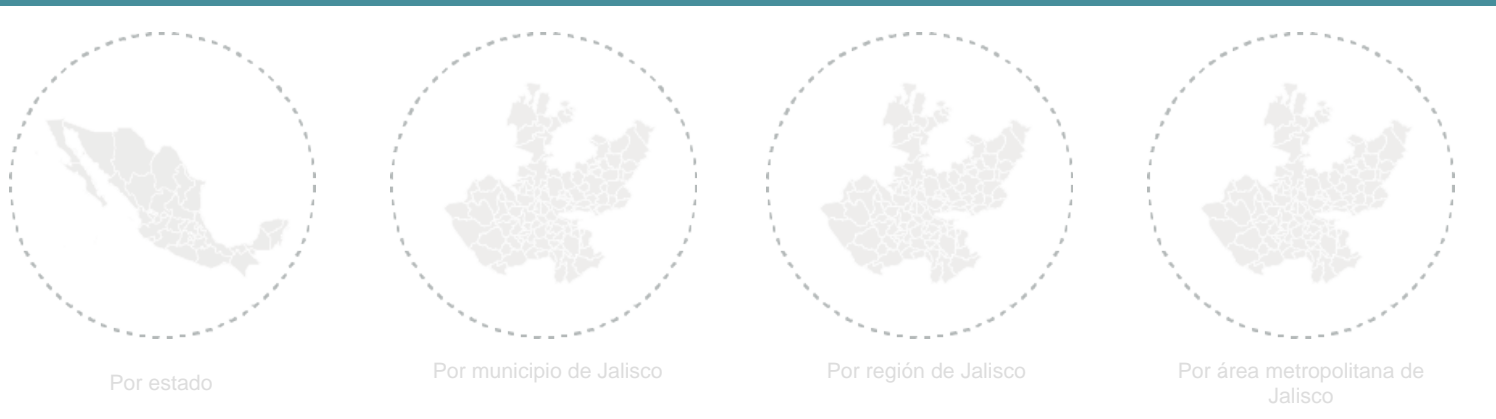 Por estado
Por municipio de Jalisco
Por región de Jalisco
Por área metropolitana de
Jalisco